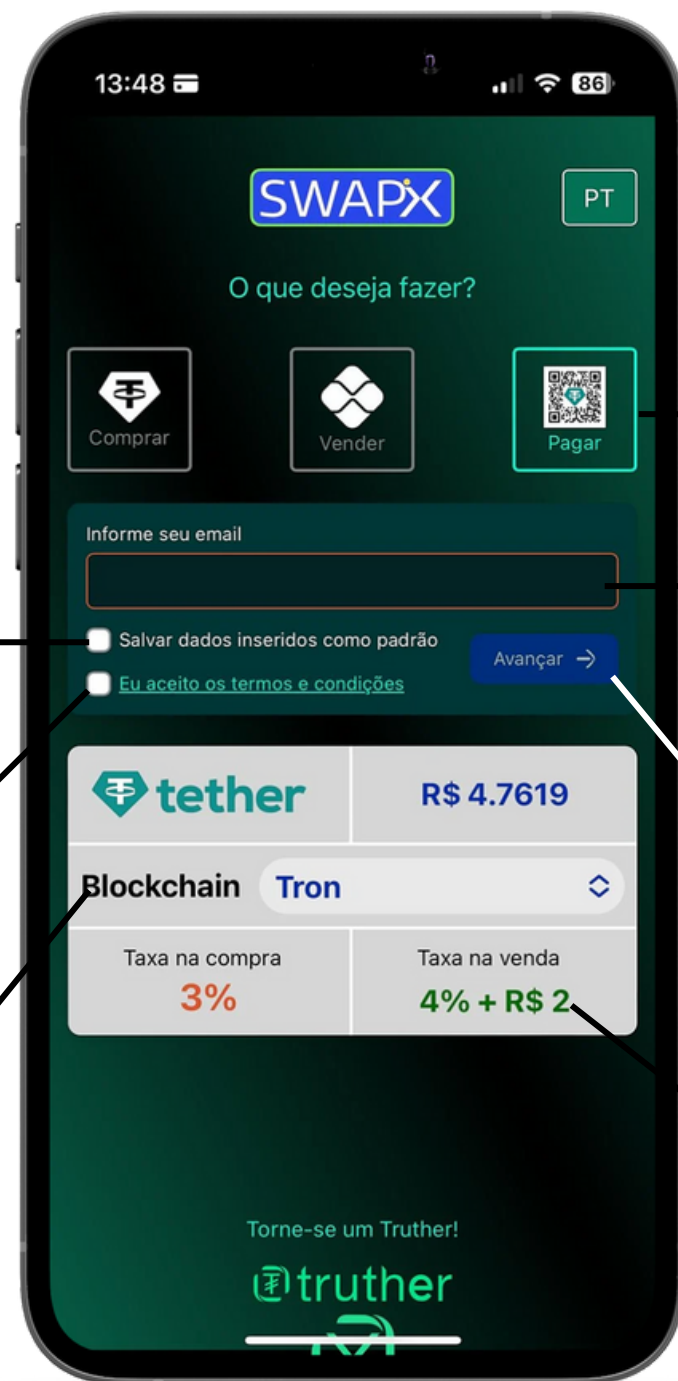 13:48
86
SWAPX
PT
O que deseja fazer?
Comprar
Vender
Pagar
Informe seu email
Salvar dados inseridos como padrão
Avançar →
Eu aceito os termos e condições
tether
R$ 4.7619
Blockchain
Tron
Taxa na compra
Taxa na venda
3%
4% + R$ 2
Torne-se um Truther!
truther